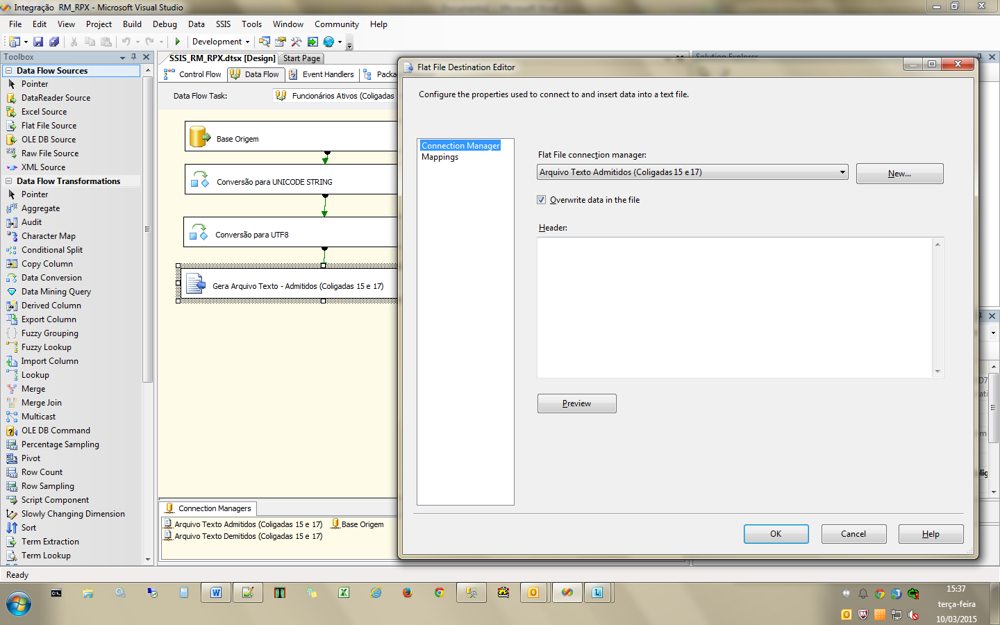 Integração  RM_RPX - Microsoft Visual Studio
File Edit View Project Build Debug Data SSIS Tools Window Community Help
Development
Toolbox
Data Flow Sources
Pointer
DataReader Source
Excel Source
Flat File Source
OLE DB Source
Raw File Source
XML Source
Data Flow Transformations
Pointer
Aggregate
Audit
Character Map
Conditional Split
Copy Column
Data Conversion
Data Mining Query
Derived Column
Export Column
Fuzzy Grouping
Fuzzy Lookup
Import Column
Lookup
Merge
Merge Join
Multicast
OLE DB Command
Percentage Sampling
Pivot
Row Count
Row Sampling
Script Component
Slowly Changing Dimension
Sort
Term Extraction
Term Lookup
SSIS_RM_RPX.dtsx [Design] Start Page
Control Flow Data Flow Event Handlers Packa
Data Flow Task: Funcionários Ativos (Coligadas
Base Origem
Conversão para UNICODE STRING
Conversão para UTF8
Gera Arquivo Texto - Admitidos (Coligadas 15 e 17)
Connection Managers
Arquivo Texto Admitidos (Coligadas 15 e 17) Base Origem
Arquivo Texto Demitidos (Coligadas 15 e 17)
Solution Explorer
Flat File Destination Editor
Configure the properties used to connect to and insert data into a text file.
Connection Manager
Mappings
Flat File connection manager:
Arquivo Texto Admitidos (Coligadas 15 e 17) New...
Overwrite data in the file
Header:
Preview
OK Cancel Help
Ready
15:37
terça-feira
10/03/2015